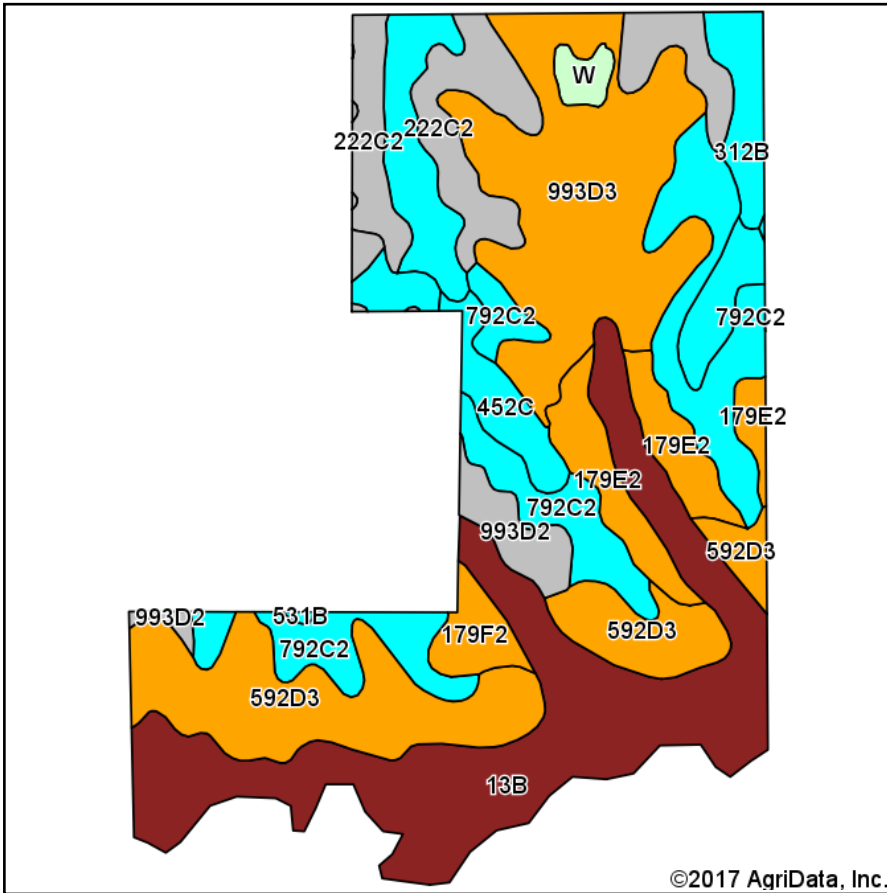 W
222C2
222C2
312B
993D3
792C2
792C2
452C
179E2
179E2
179E2
792C2
993D2
592D3
993D2
531B
792C2
179F2
592D3
592D3
13B
©2017 AgriData, Inc.